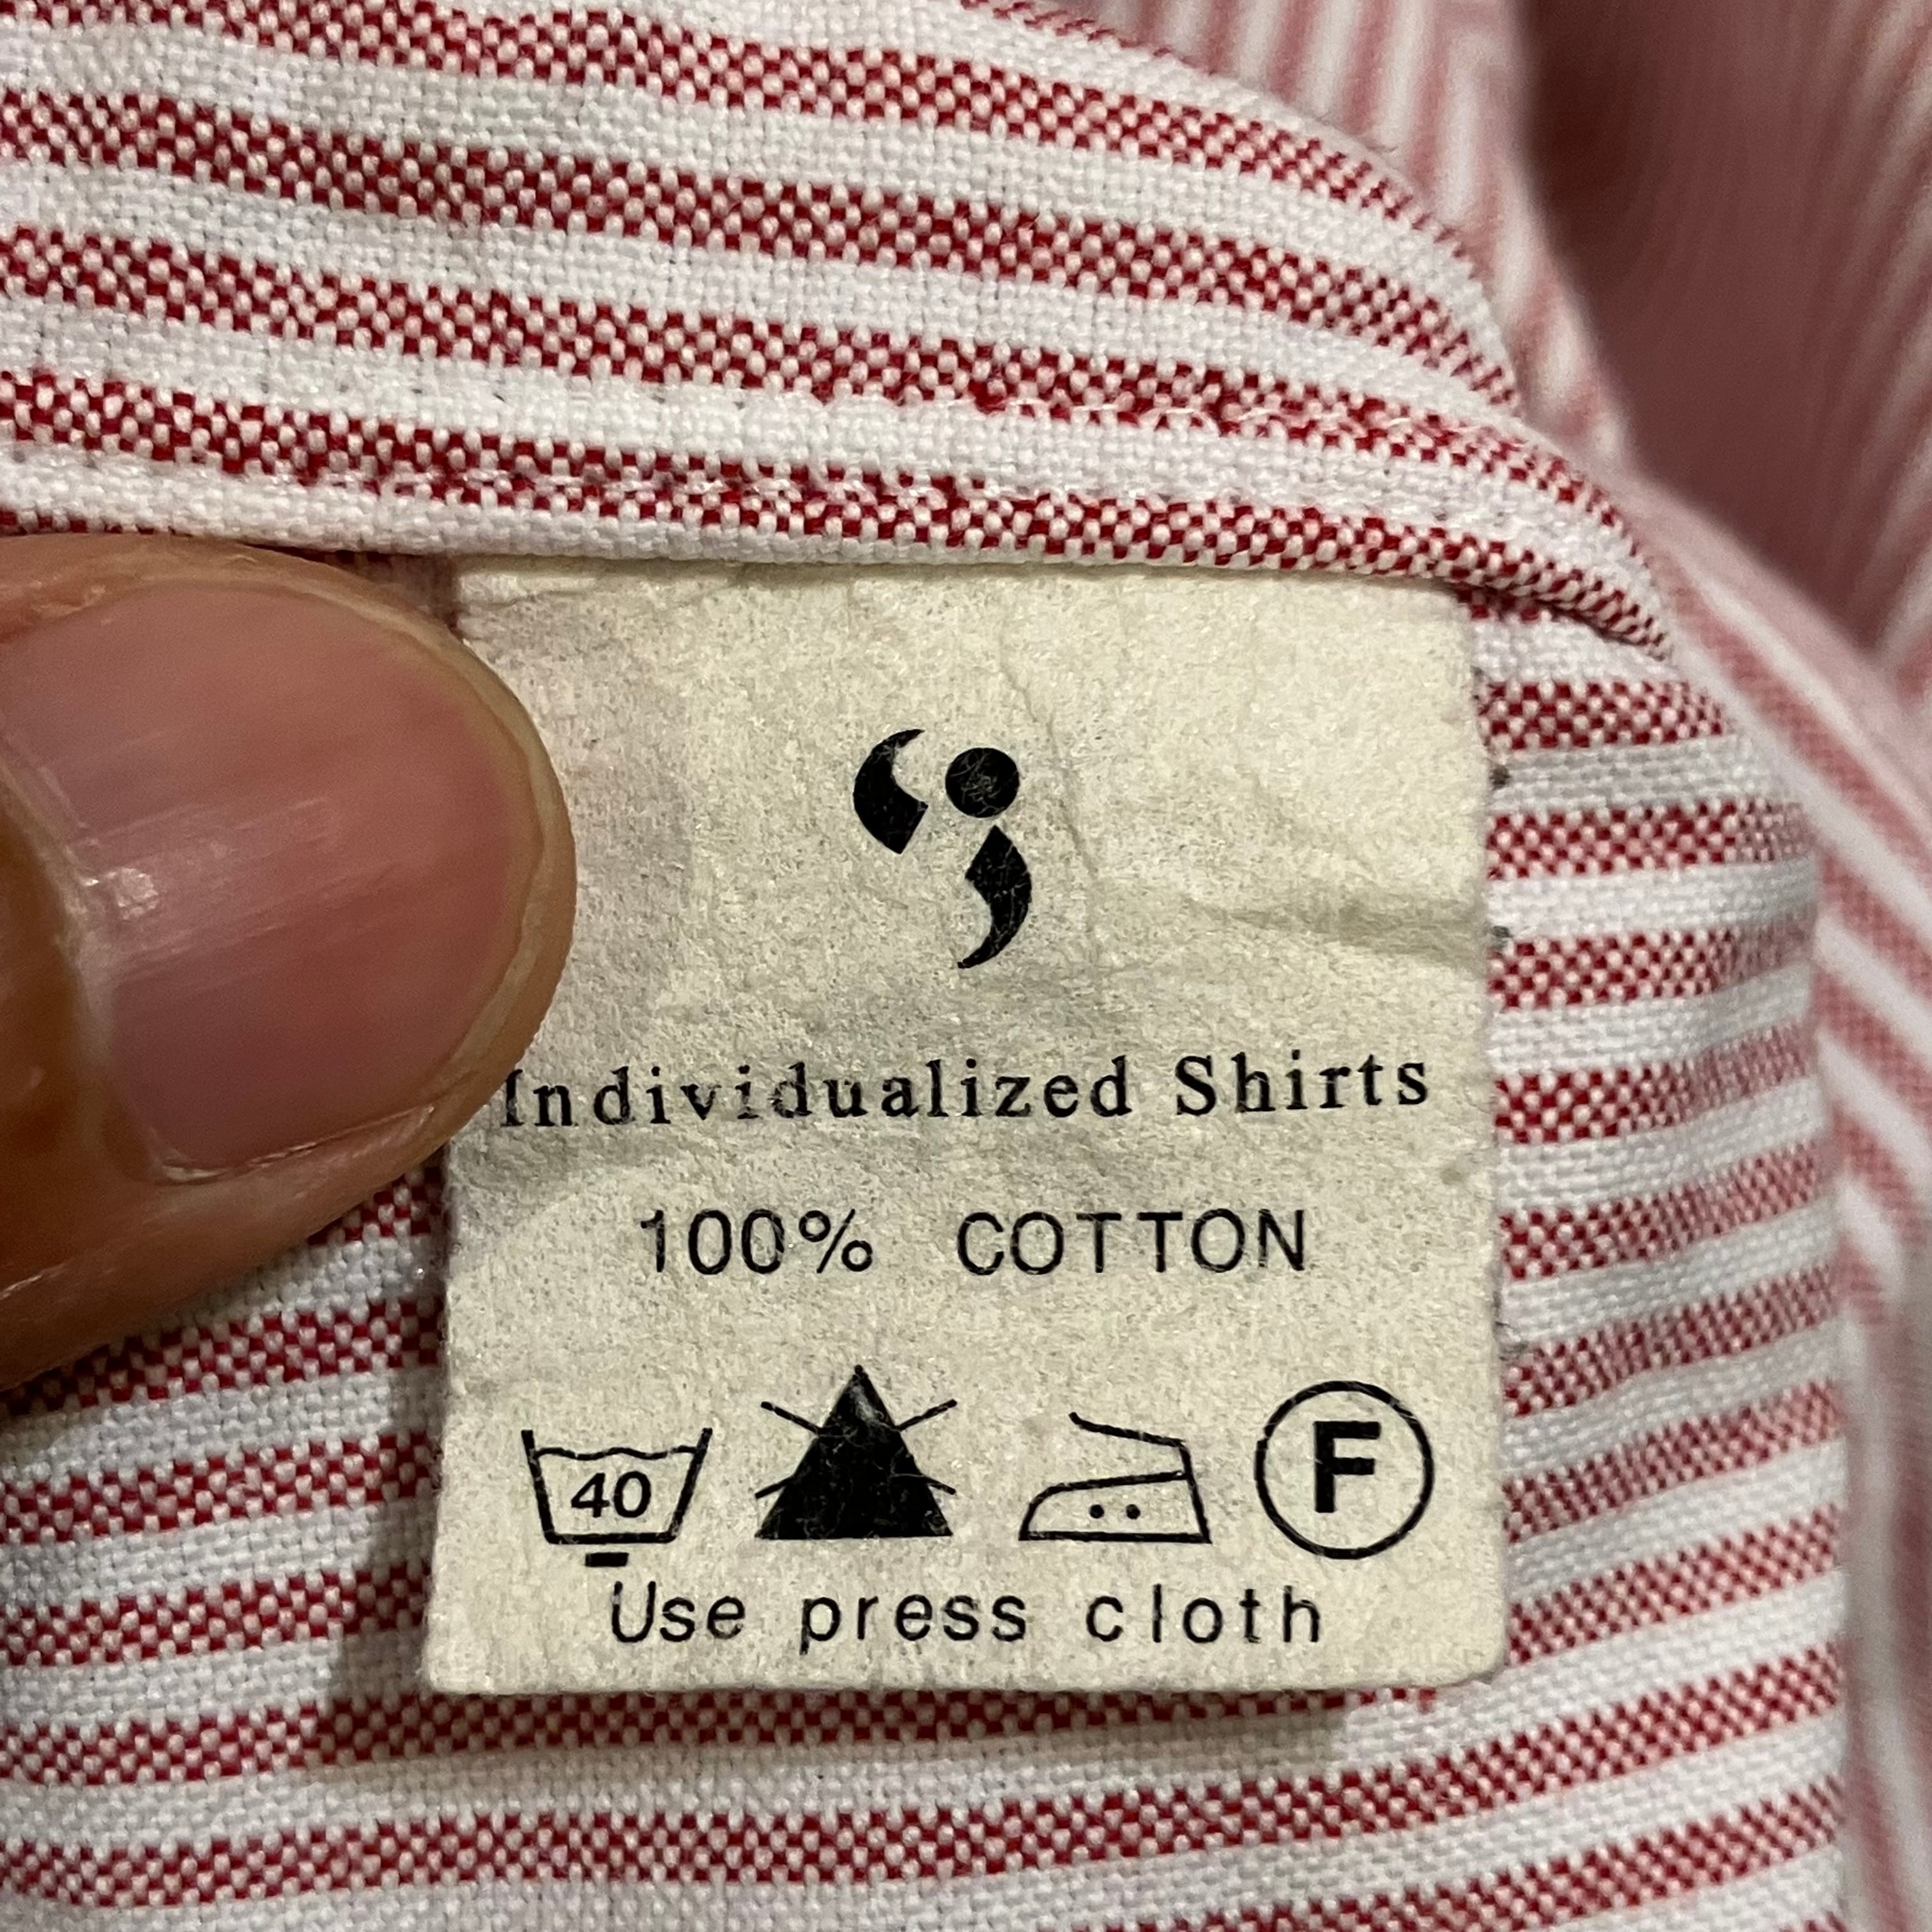 Individualized Shirts
100% COTTON
40 F
Use press cloth